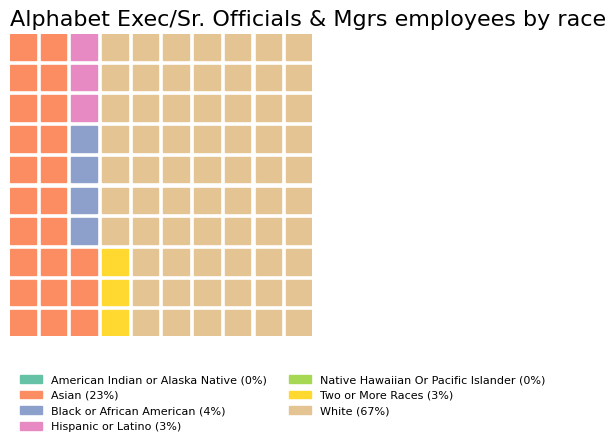 Alphabet Exec/Sr. Officials & Mgrs employees by race
American Indian or Alaska Native (0%)
Asian (23%)
Black or African American (4%)
Hispanic or Latino (3%)
Native Hawaiian Or Pacific Islander (0%)
Two or More Races (3%)
White (67%)